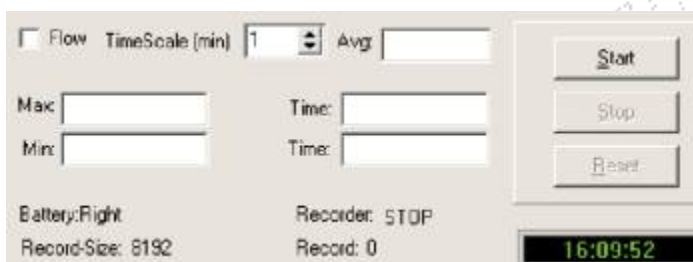 Flow TimeScale (min) 1 Avg:
Start
Max: Time:
Stop
Min: Time:
Reset
Battery:Right Recorder: STOP
Record-Size: 8192 Record: 0
16:09:52